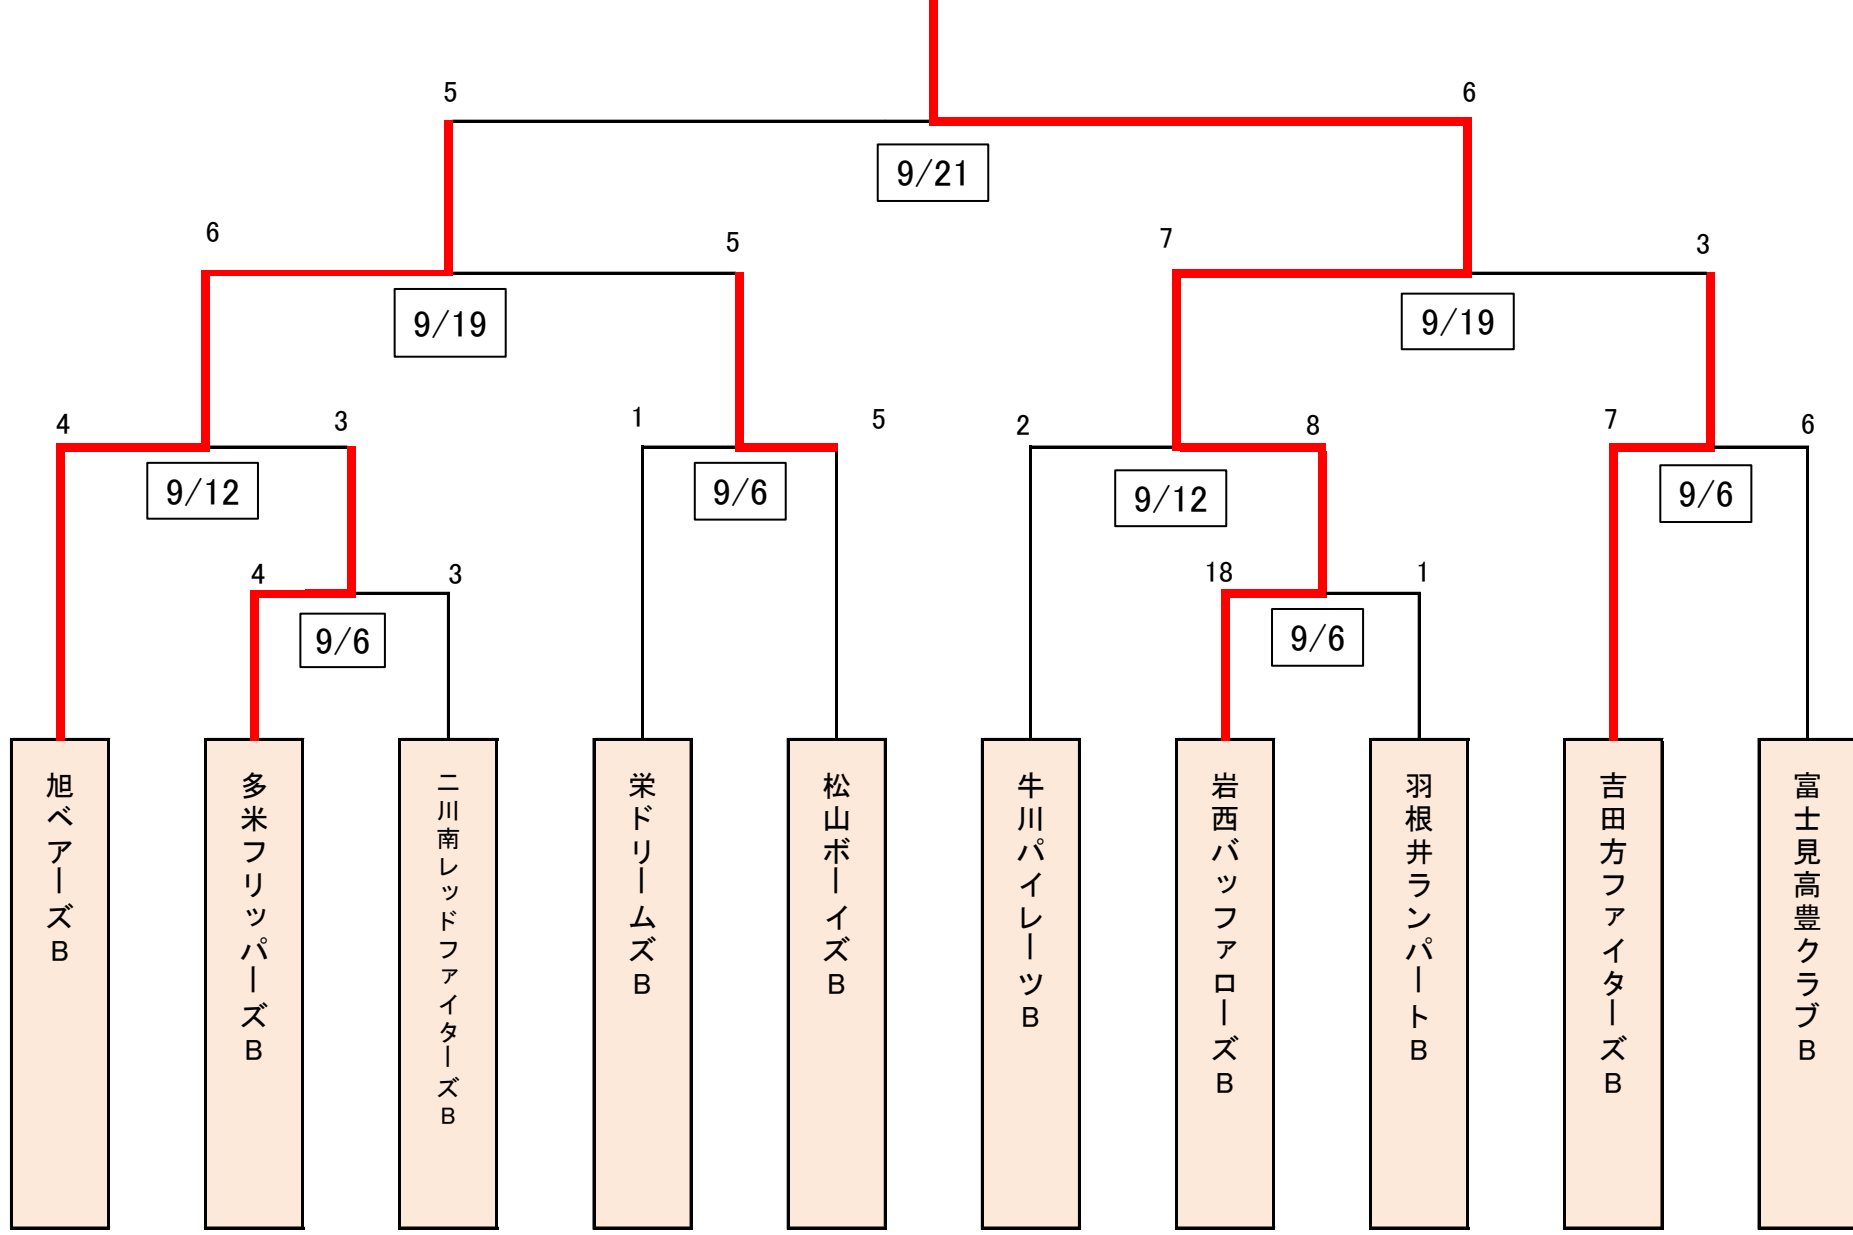 5
6
9/21
6
5
7
3
9/19
9/19
4
3
1
5
2
8
7
6
9/12
9/6
9/12
9/6
4
3
18
1
9/6
9/6
旭ベアーズB
多米フリッパーズB
二川南レッドファイターズB
栄ドリームズB
松山ボーイズB
牛川パイレーツB
岩西バッファローズB
羽根井ランパートB
吉田方ファイターズB
富士見高豊クラブB